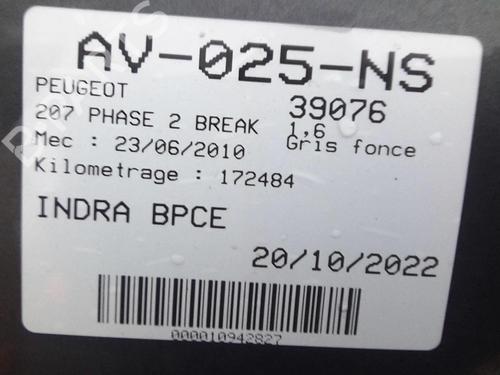 AV-025-NS
PEUGEOT 39076
207 PHASE 2 BREAK 1,6
Mec : 23/06/2010 Gris fonce
Kilometrage : 172484
INDRA BPCE
20/10/2022
000010942827